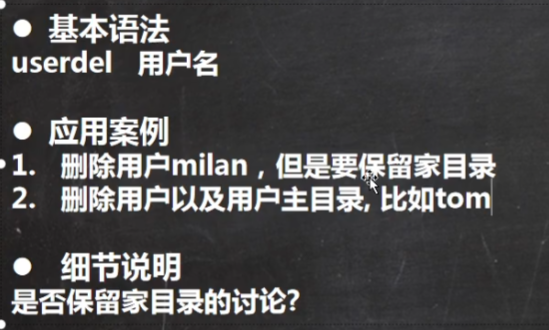 ● 基本语法
userdel 用户名
● 应用案例
1. 删除用户milan，但是要保留家目录
2. 删除用户以及用户主目录, 比如tom
● 细节说明
是否保留家目录的讨论?